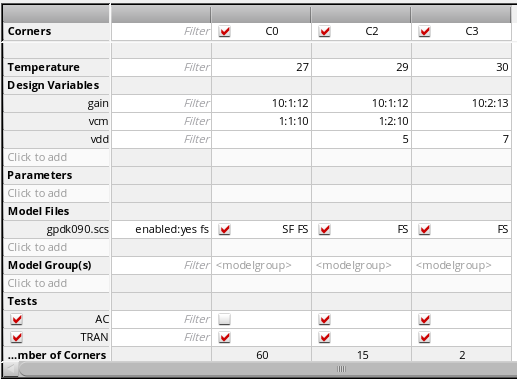 Corners Filter C0 C2 C3
Temperature Filter 27 29 30
Design Variables
gain Filter 10:1:12 10:1:12 10:2:13
vcm Filter 1:1:10 1:2:10
vdd Filter 5 7
Click to add
Parameters
Click to add
Model Files
gpdk090.scs enabled:yes fs SF FS FS FS
Click to add
Model Group(s) Filter <modelgroup> <modelgroup> <modelgroup>
Click to add
Tests
AC Filter
TRAN Filter
...mber of Corners 60 15 2